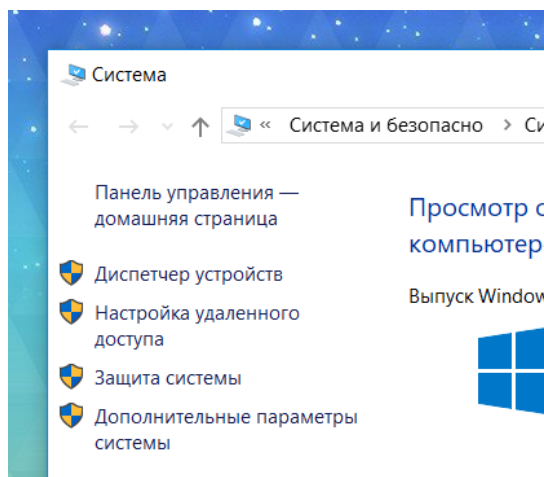 Система
« Система и безопасно > Си
Панель управления —
домашняя страница
Просмотр с
компьютер
Диспетчер устройств
Выпуск Window
Настройка удаленного
доступа
Защита системы
Дополнительные параметры
системы